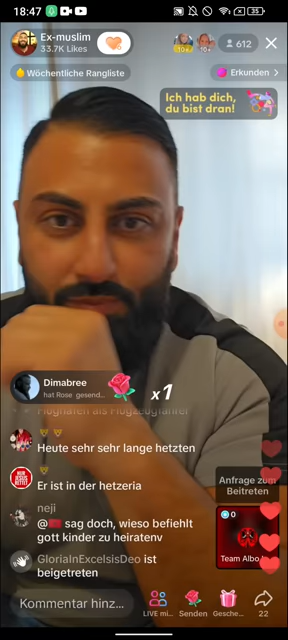 18:47
35
Ex-muslim
33.7K Likes
10+
10+
612
Wöchentliche Rangliste
Erkunden >
Ich hab dich,
du bist dran!
Dimabree
hat Rose gesend...
x1
Heute sehr sehr lange hetzten
Er ist in der hetzeria
neji
@🇲🇦 sag doch, wieso befiehlt
gott kinder zu heiratenv
GloriaInExcelsisDeo ist
beigetreten
Anfrage zum
Beitreten
0
Team Albo
Kommentar hinz...
LIVE mi...
Senden
Gesche...
22